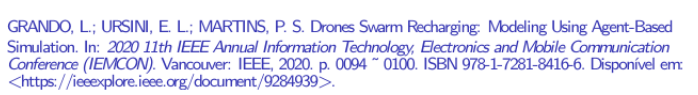 GRANDO, L.; URSINI, E. L.; MARTINS, P. S. Drones Swarm Recharging: Modeling Using Agent-Based
Simulation. In: 2020 11th IEEE Annual Information Technology, Electronics and Mobile Communication
Conference (IEMCON). Vancouver: IEEE, 2020. p. 0094 ~ 0100. ISBN 978-1-7281-8416-6. Disponível em:
<https://ieeexplore.ieee.org/document/9284939>.